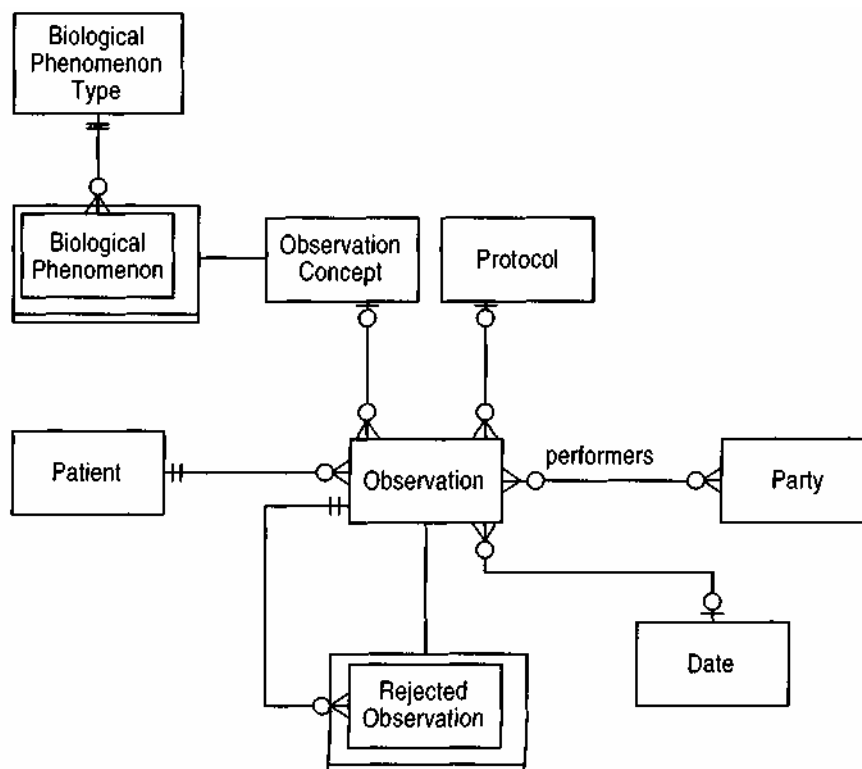 Biological
Phenomenon
Type
Biological
Phenomenon
Observation
Concept
Protocol
Patient
Observation
performers
Party
Rejected
Observation
Date